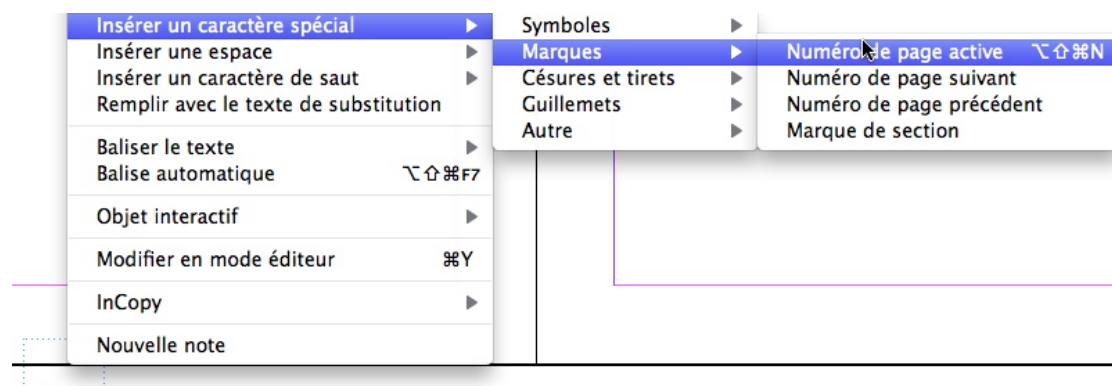 Insérer un caractère spécial
Insérer une espace
Insérer un caractère de saut
Remplir avec le texte de substitution
Baliser le texte
Balise automatique ⌥⇧⌘F7
Objet interactif
Modifier en mode éditeur ⌘Y
InCopy
Nouvelle note
Symboles
Marques
Césures et tirets
Guillemets
Autre
Numéro de page active ⌥⇧⌘N
Numéro de page suivant
Numéro de page précédent
Marque de section